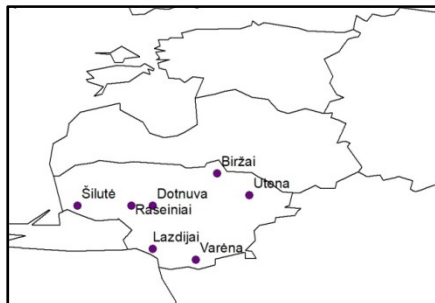 Biržai
Utena
Šilutė
Dotnuva
Raseiniai
Lazdijai
Varėna